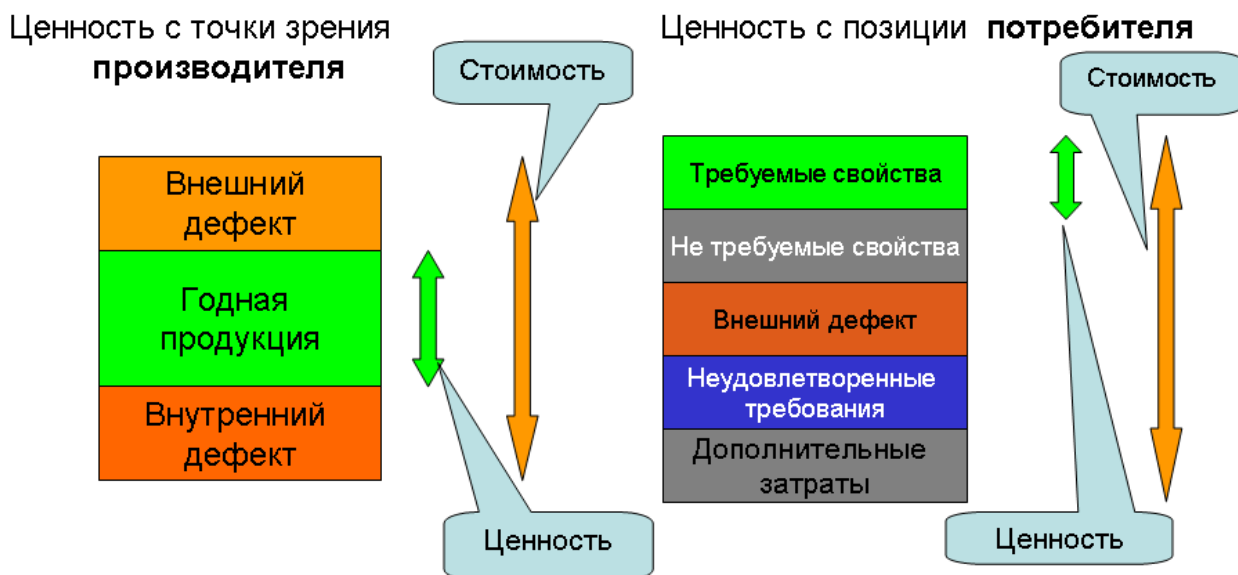 Ценность с точки зрения
производителя
Стоимость
Внешний
дефект
Годная
продукция
Внутренний
дефект
Ценность
Ценность с позиции потребителя
Стоимость
Требуемые свойства
Не требуемые свойства
Внешний дефект
Неудовлетворенные
требования
Дополнительные
затраты
Ценность